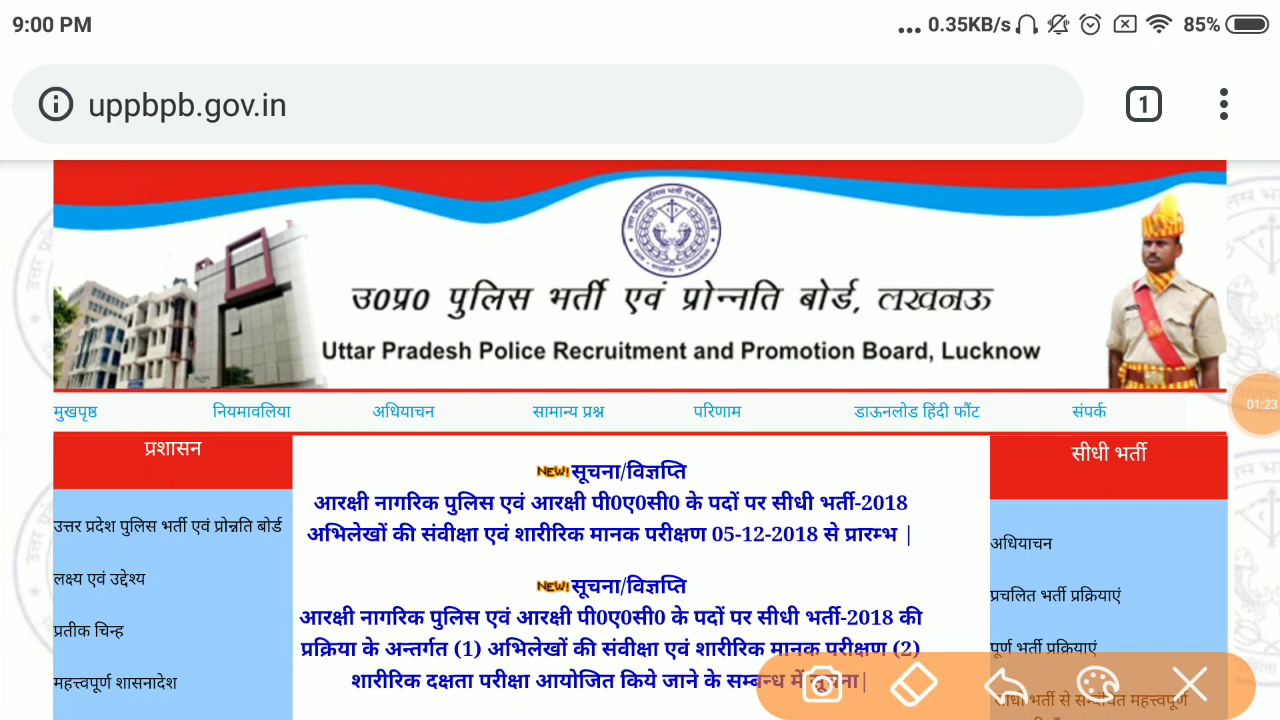 9:00 PM
... 0.35KB/s 85%
uppbpb.gov.in
1
उ0प्र0 पुलिस भर्ती एवं प्रोन्नति बोर्ड, लखनऊ
Uttar Pradesh Police Recruitment and Promotion Board, Lucknow
मुखपृष्ठ नियमावलिया अधियाचन सामान्य प्रश्न परिणाम डाऊनलोड हिंदी फौंट संपर्क
01:23
प्रशासन
उत्तर प्रदेश पुलिस भर्ती एवं प्रोन्नति बोर्ड
लक्ष्य एवं उद्देश्य
प्रतीक चिन्ह
महत्त्वपूर्ण शासनादेश
NEW! सूचना/विज्ञप्ति
आरक्षी नागरिक पुलिस एवं आरक्षी पी0ए0सी0 के पदों पर सीधी भर्ती-2018
अभिलेखों की संवीक्षा एवं शारीरिक मानक परीक्षण 05-12-2018 से प्रारम्भ |
NEW! सूचना/विज्ञप्ति
आरक्षी नागरिक पुलिस एवं आरक्षी पी0ए0सी0 के पदों पर सीधी भर्ती-2018 की
प्रक्रिया के अन्तर्गत (1) अभिलेखों की संवीक्षा एवं शारीरिक मानक परीक्षण (2)
शारीरिक दक्षता परीक्षा आयोजित किये जाने के सम्बन्ध में सूचना|
सीधी भर्ती
अधियाचन
प्रचलित भर्ती प्रक्रियाएं
पूर्ण भर्ती प्रक्रियाएं
सीधी भर्ती से सम्बंधित महत्त्वपूर्ण